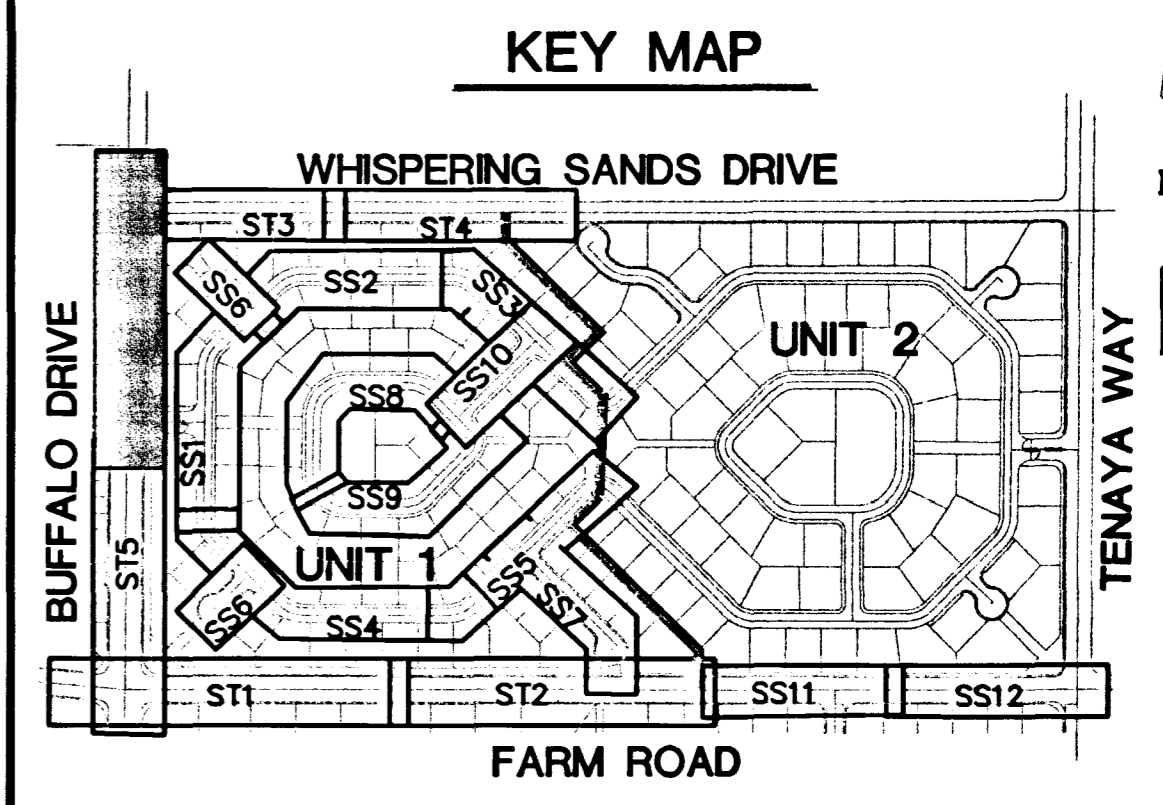 KEY MAP
WHISPERING SANDS DRIVE
ST3
ST4
SS6
SS2
SS3
UNIT 2
SS10
SS8
BUFFALO DRIVE
SS1
TENAYA WAY
SS9
ST5
UNIT 1
SS5
SS6
SS7
SS4
ST1
ST2
SS11
SS12
FARM ROAD